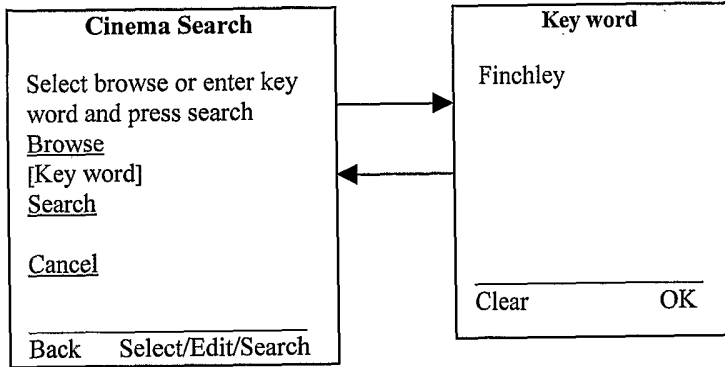 Cinema Search
Select browse or enter key
word and press search
Browse
[Key word]
Search
Cancel
Back Select/Edit/Search
Key word
Finchley
Clear OK